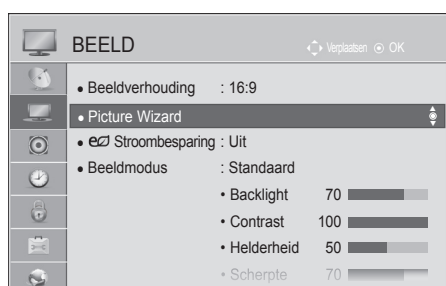 BEELD
Verplaatsen OK
• Beeldverhouding : 16:9
• Picture Wizard
• Stroombesparing : Uit
• Beeldmodus : Standaard
• Backlight 70
• Contrast 100
• Helderheid 50
• Scherpte 70